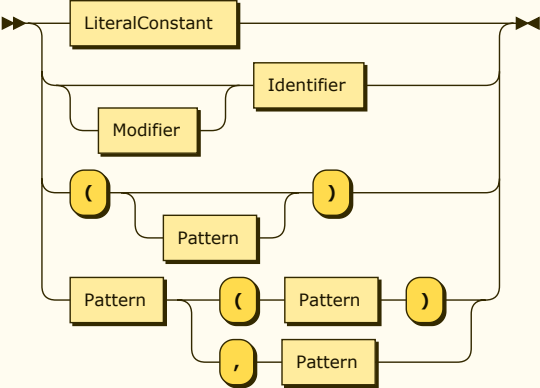 LiteralConstant
Identifier
Modifier
( )
Pattern
Pattern ( Pattern )
, Pattern